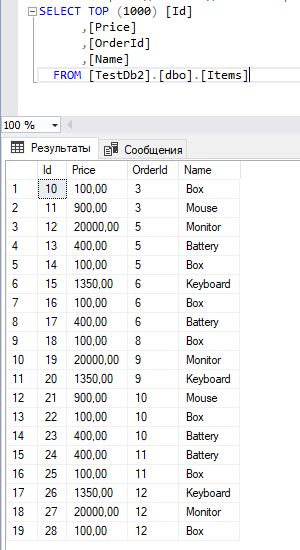 SELECT TOP (1000) [Id]
,[Price]
,[OrderId]
,[Name]
FROM [TestDb2].[dbo].[Items]
100 %
Результаты Сообщения
Id Price OrderId Name
1 10 100,00 3 Box
2 11 900,00 3 Mouse
3 12 20000,00 5 Monitor
4 13 400,00 5 Battery
5 14 100,00 5 Box
6 15 1350,00 6 Keyboard
7 16 100,00 6 Box
8 17 400,00 6 Battery
9 18 100,00 8 Box
10 19 20000,00 9 Monitor
11 20 1350,00 9 Keyboard
12 21 900,00 10 Mouse
13 22 100,00 10 Box
14 23 400,00 10 Battery
15 24 400,00 11 Battery
16 25 100,00 11 Box
17 26 1350,00 12 Keyboard
18 27 20000,00 12 Monitor
19 28 100,00 12 Box